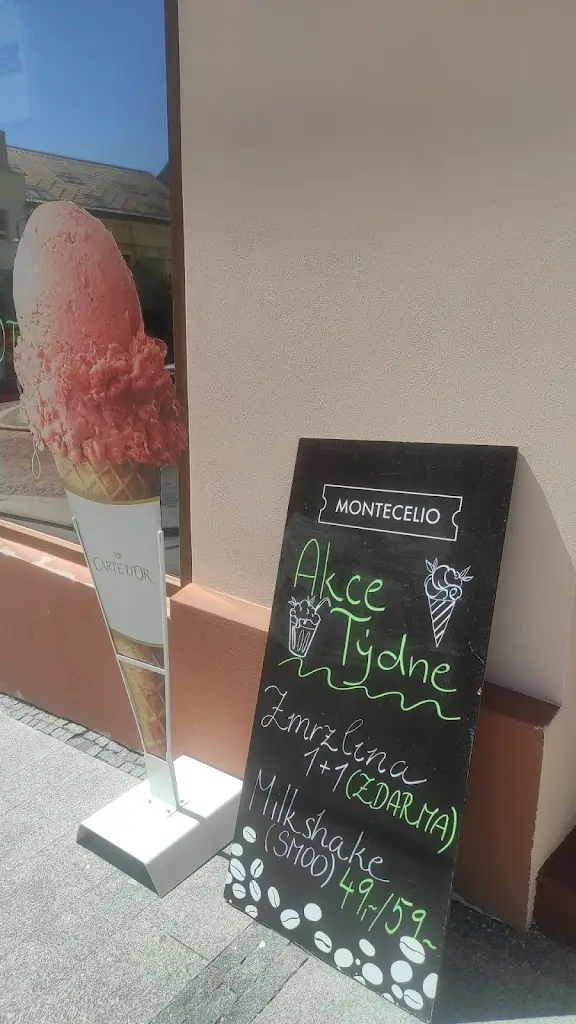 CARTE D'OR
MONTECELIO
Akce
Týdne
Zmrzlina
1+1 (ZDARMA)
Milkshake
(SMOO) 49,-/59,-